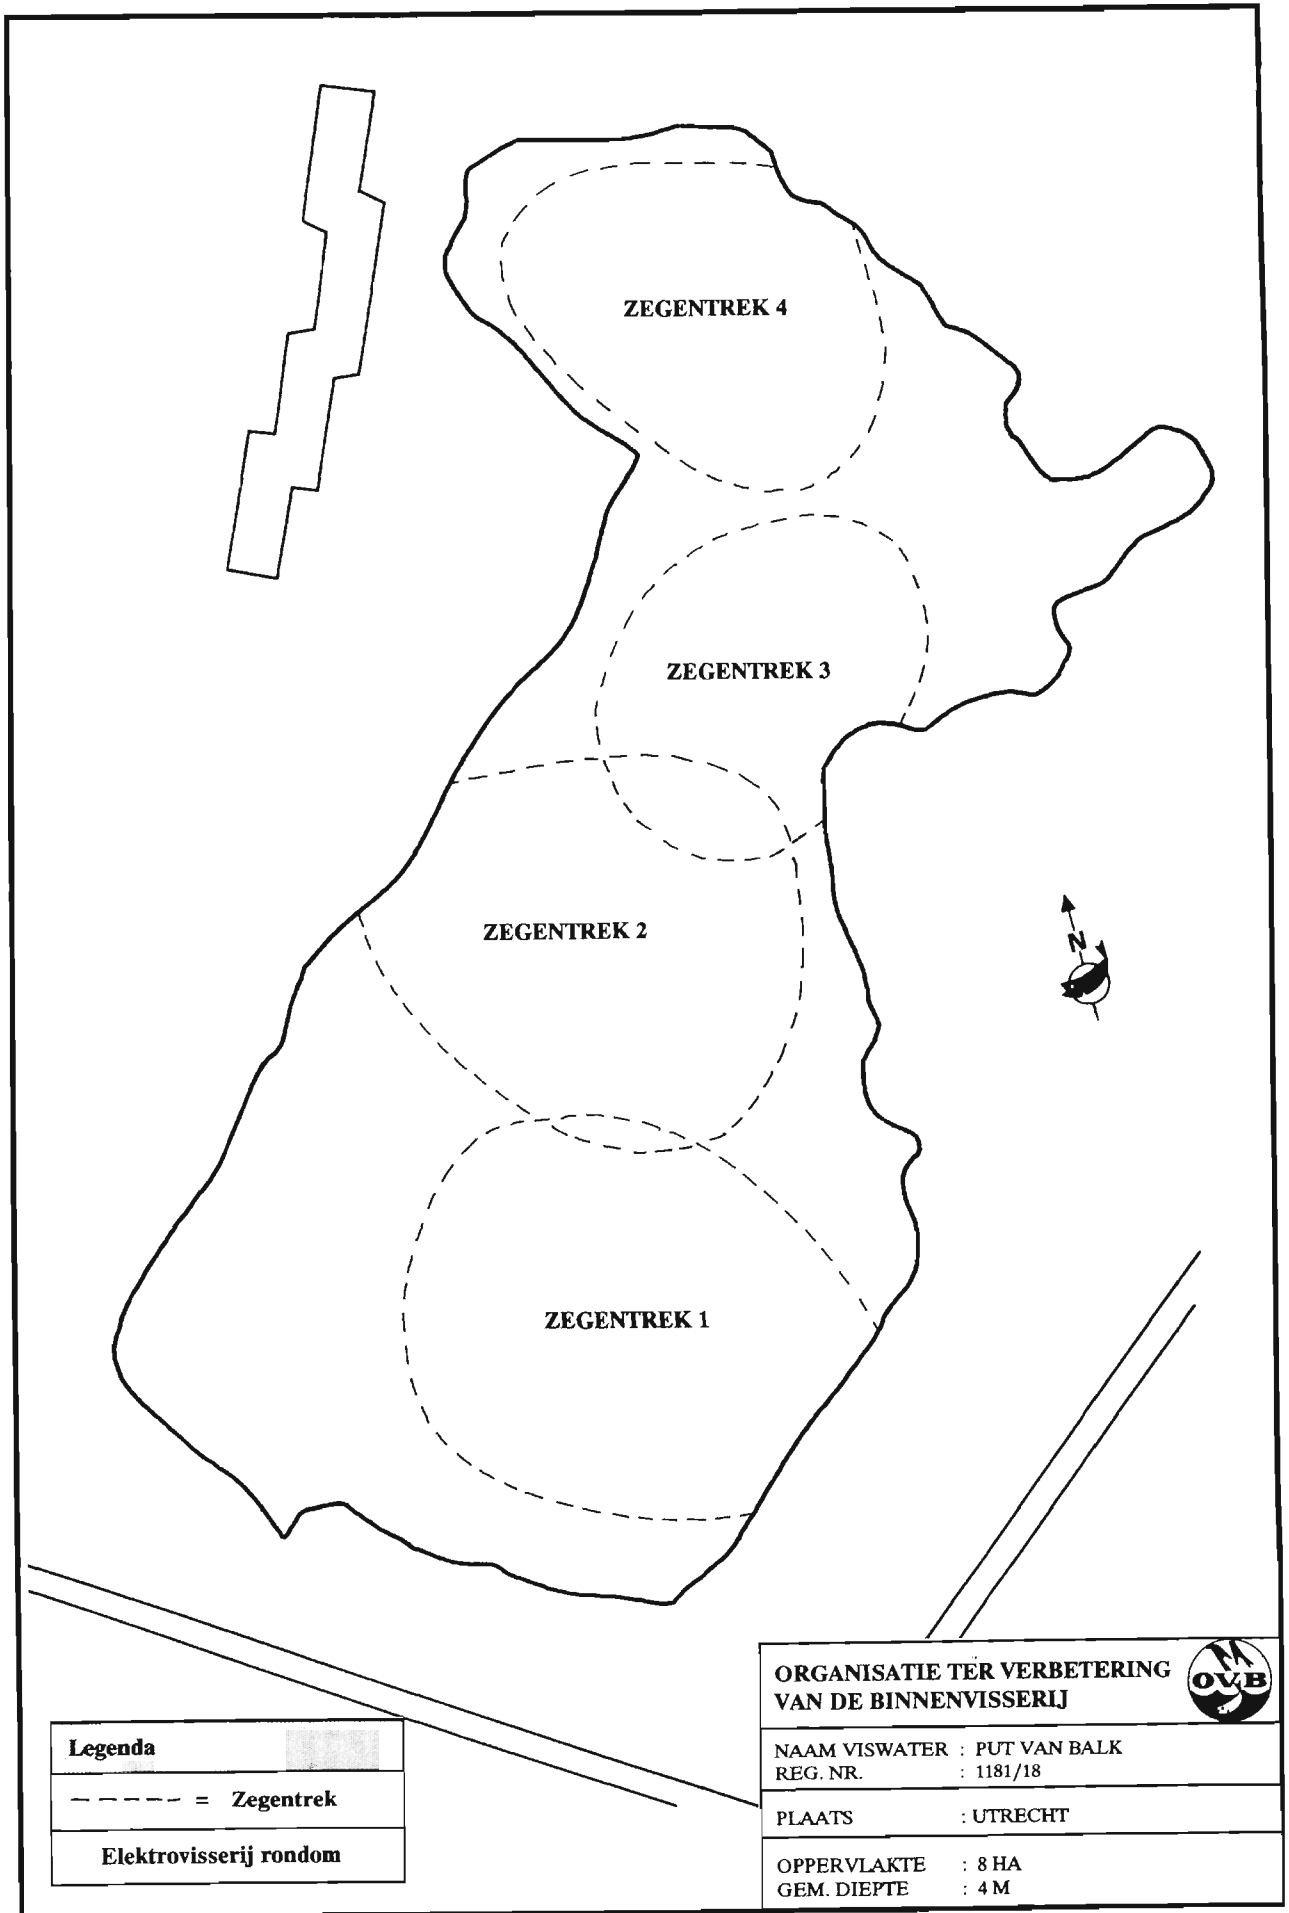 ZEGENTREK 4
ZEGENTREK 3
ZEGENTREK 2
N
ZEGENTREK 1
ORGANISATIE TER VERBETERING
VAN DE BINNENVISSERIJ
OVB
NAAM VISWATER : PUT VAN BALK
REG. NR. : 1181/18
PLAATS : UTRECHT
OPPERVLAKTE : 8 HA
GEM. DIEPTE : 4 M
Legenda
------ = Zegentrek
Elektrovisserij rondom